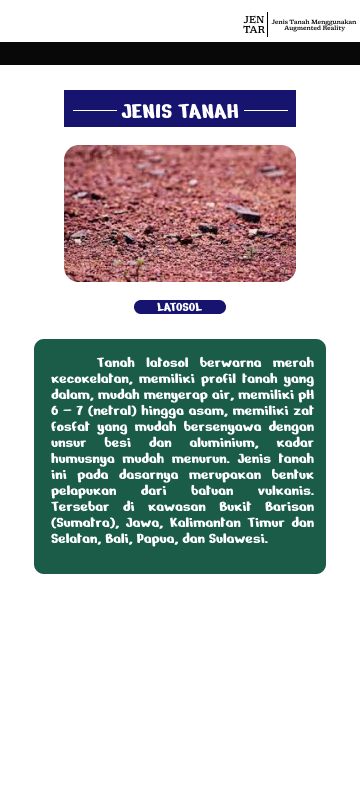 JEN
TAR
Jenis Tanah Menggunakan
Augmented Reality
JENIS TANAH
LATOSOL
Tanah latosol berwarna merah
kecokelatan, memiliki profil tanah yang
dalam, mudah menyerap air, memiliki pH
6 – 7 (netral) hingga asam, memiliki zat
fosfat yang mudah bersenyawa dengan
unsur besi dan aluminium, kadar
humusnya mudah menurun. Jenis tanah
ini pada dasarnya merupakan bentuk
pelapukan dari batuan vulkanis.
Tersebar di kawasan Bukit Barisan
(Sumatra), Jawa, Kalimantan Timur dan
Selatan, Bali, Papua, dan Sulawesi.